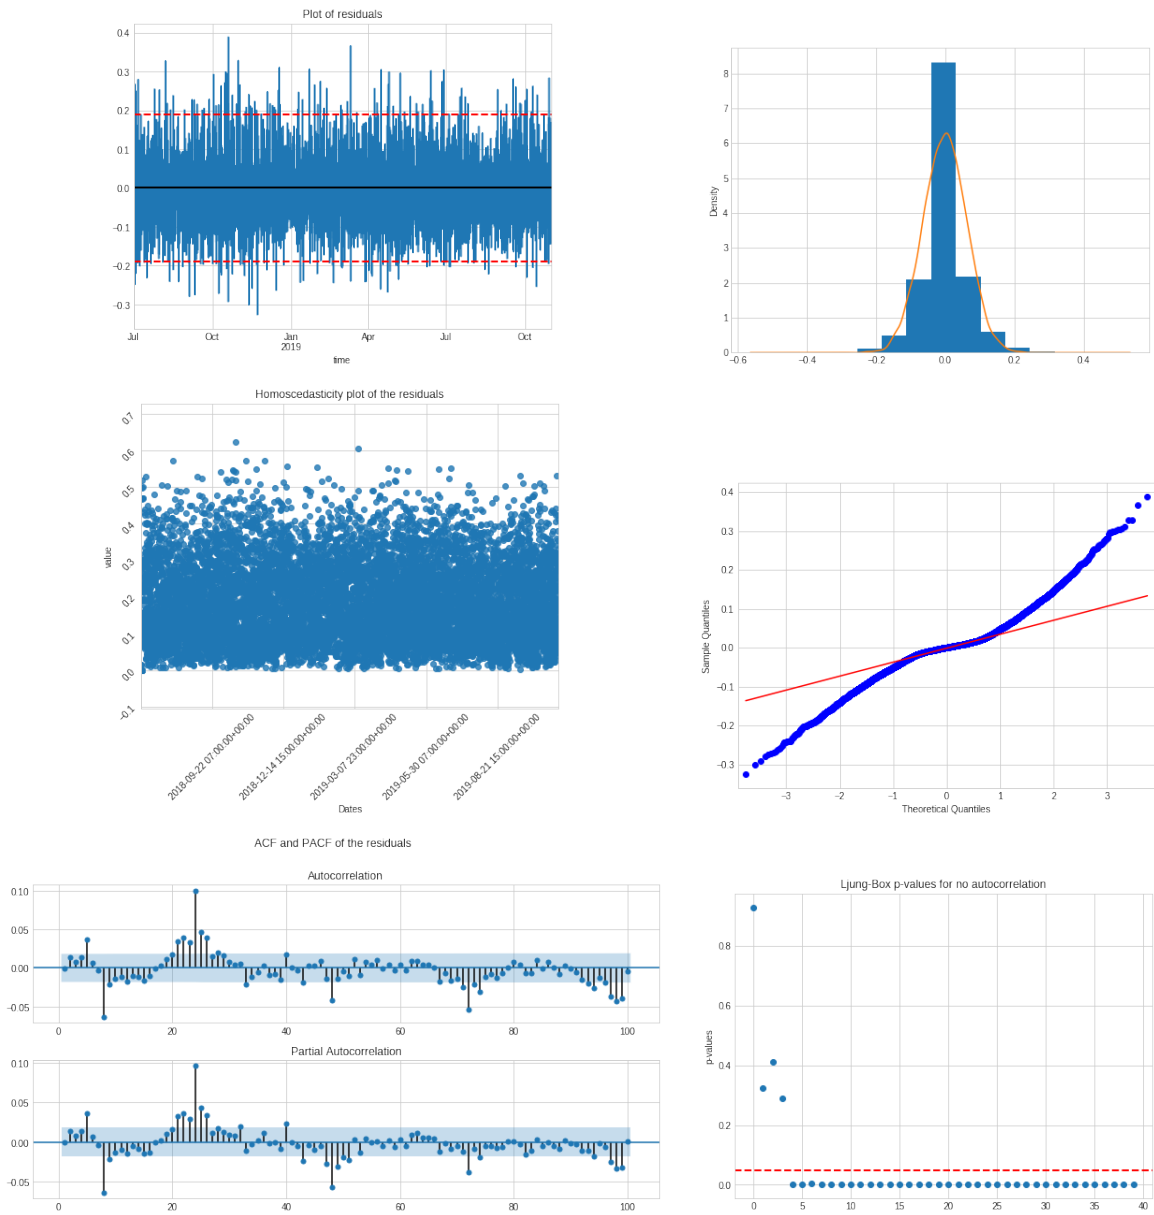 Plot of residuals
0.4
0.3
0.2
0.1
0.0
−0.1
−0.2
−0.3
Jul Oct Jan Apr Jul Oct
2019
time
Density
8
7
6
5
4
3
2
1
0
−0.6 −0.4 −0.2 0.0 0.2 0.4
Homoscedasticity plot of the residuals
value
0.7
0.6
0.5
0.4
0.3
0.2
0.1
0.0
−0.1
2018-09-22 07:00:00+00:00
2018-12-14 15:00:00+00:00
2019-03-07 23:00:00+00:00
2019-05-30 07:00:00+00:00
2019-08-21 15:00:00+00:00
Dates
Sample Quantiles
0.4
0.3
0.2
0.1
0.0
−0.1
−0.2
−0.3
−3 −2 −1 0 1 2 3
Theoretical Quantiles
ACF and PACF of the residuals
Autocorrelation
0.10
0.05
0.00
−0.05
0 20 40 60 80 100
Partial Autocorrelation
0.10
0.05
0.00
−0.05
0 20 40 60 80 100
Ljung-Box p-values for no autocorrelation
p-values
0.8
0.6
0.4
0.2
0.0
0 5 10 15 20 25 30 35 40